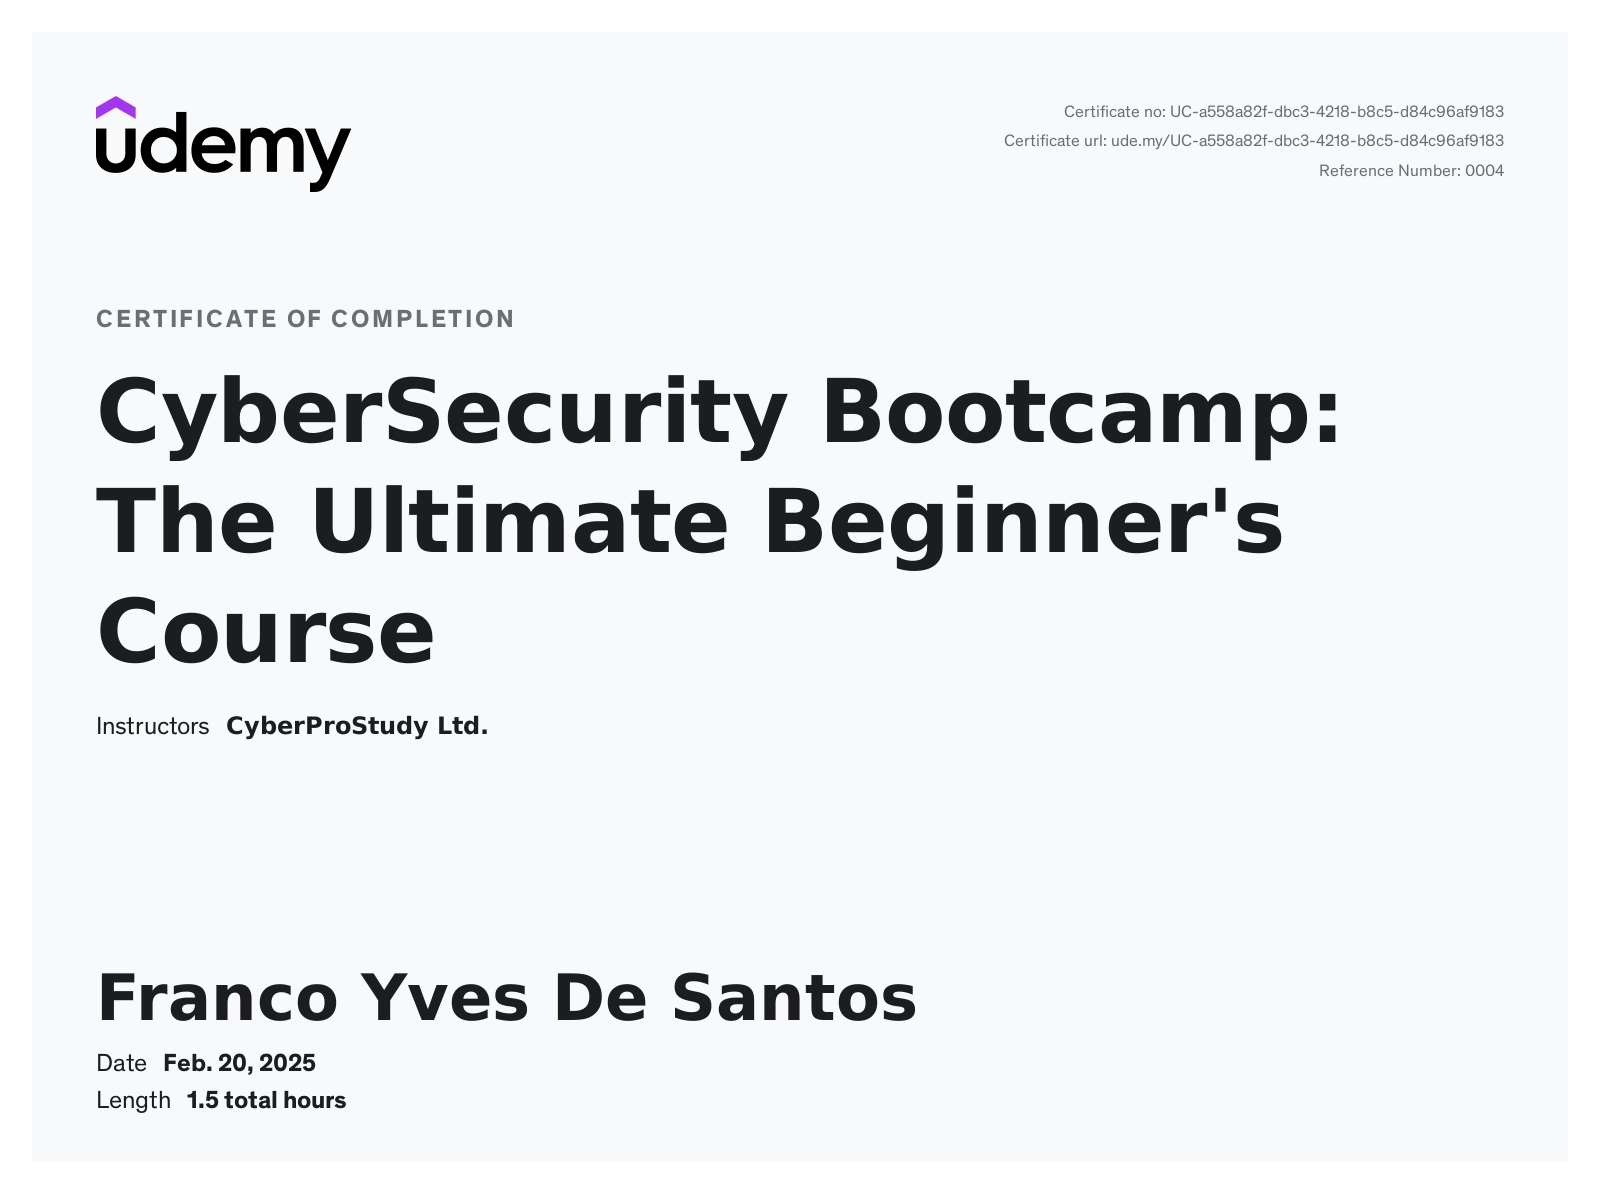 udemy
Certificate no: UC-a558a82f-dbc3-4218-b8c5-d84c96af9183
Certificate url: ude.my/UC-a558a82f-dbc3-4218-b8c5-d84c96af9183
Reference Number: 0004
CERTIFICATE OF COMPLETION
CyberSecurity Bootcamp:
The Ultimate Beginner's
Course
Instructors CyberProStudy Ltd.
Franco Yves De Santos
Date Feb. 20, 2025
Length 1.5 total hours